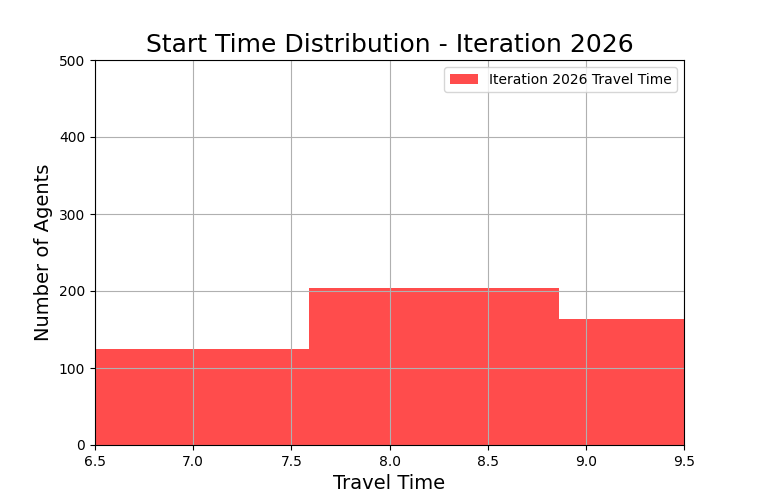 Start Time Distribution - Iteration 2026
Iteration 2026 Travel Time
Number of Agents
500
400
300
200
100
0
6.5 7.0 7.5 8.0 8.5 9.0 9.5
Travel Time